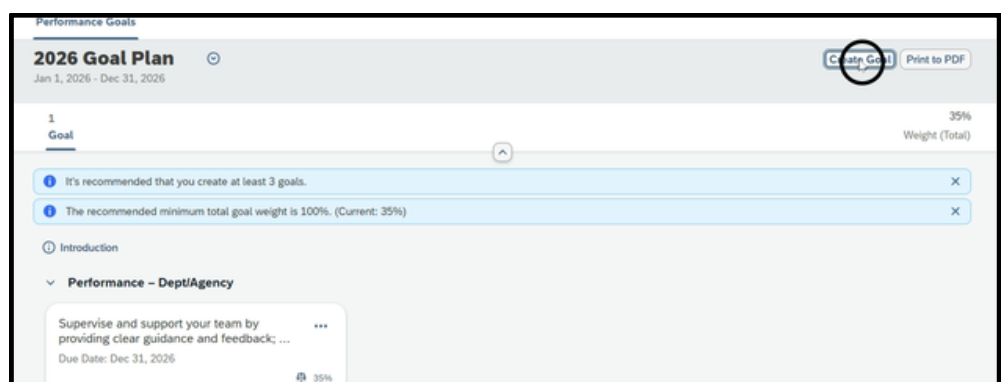 Performance Goals
2026 Goal Plan
Jan 1, 2026 - Dec 31, 2026
Create Goal
Print to PDF
1
Goal
35%
Weight (Total)
It's recommended that you create at least 3 goals.
The recommended minimum total goal weight is 100%. (Current: 35%)
Introduction
Performance – Dept/Agency
Supervise and support your team by
providing clear guidance and feedback; ...
Due Date: Dec 31, 2026
35%